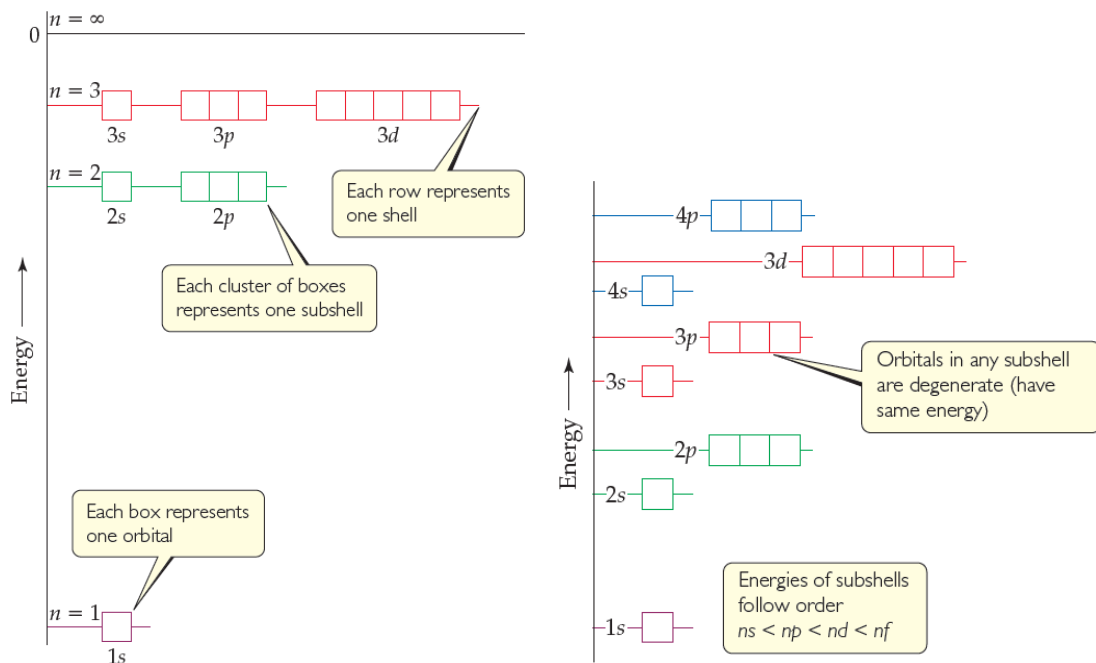 n = ∞
0
n = 3
3s 3p 3d
Each row represents
one shell
n = 2
2s 2p
Each cluster of boxes
represents one subshell
Energy
Each box represents
one orbital
n = 1
1s
4p
3d
4s
3p
Orbitals in any subshell
are degenerate (have
same energy)
3s
Energy
2p
2s
Energies of subshells
follow order
ns < np < nd < nf
1s